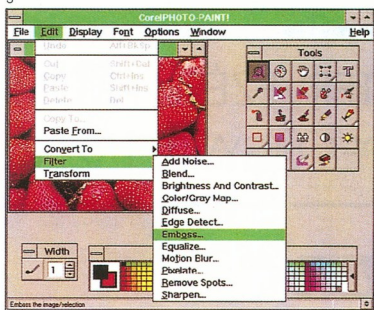 CorelPHOTO-PAINT!
File Edit Display Font Options Window Help
Undo Alt+BkSp
Cut Shift+Del
Copy Ctrl+Ins
Paste Shift+Ins
Delete Del
Copy To...
Paste From...
Convert To
Filter
Transform
Add Noise...
Blend...
Brightness And Contrast...
Color/Gray Map...
Diffuse...
Edge Detect...
Emboss...
Equalize...
Motion Blur...
Pixelate...
Remove Spots...
Sharpen...
Tools
T
Width
1
Emboss the image/selection